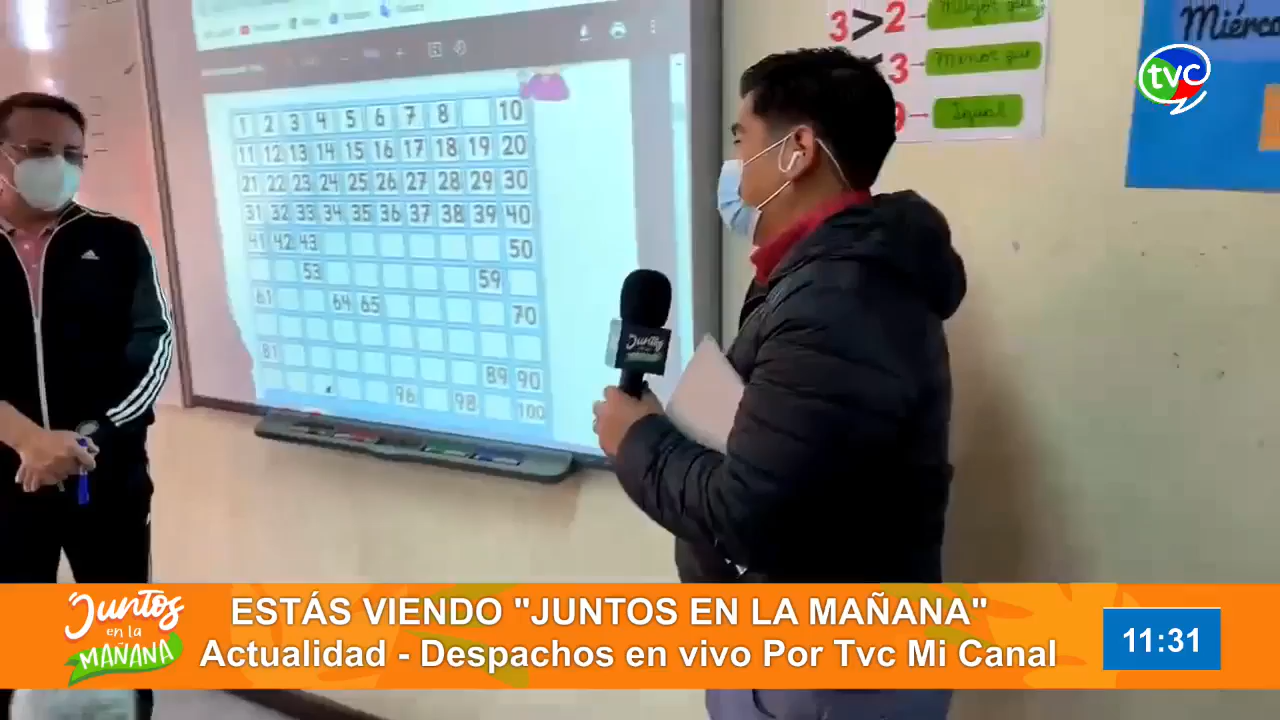 3>2
Mayor que
3
Menor que
Igual
Miérco
tvc
1 2 3 4 5 6 7 8 10
11 12 13 14 15 16 17 18 19 20
21 22 23 24 25 26 27 28 29 30
31 32 33 34 35 36 37 38 39 40
41 42 43 50
53 59
61 64 65 70
81
89 90
96 98 100
Juntos
ESTÁS VIENDO "JUNTOS EN LA MAÑANA"
Actualidad - Despachos en vivo Por Tvc Mi Canal
Juntos
en la
MAÑANA
11:31